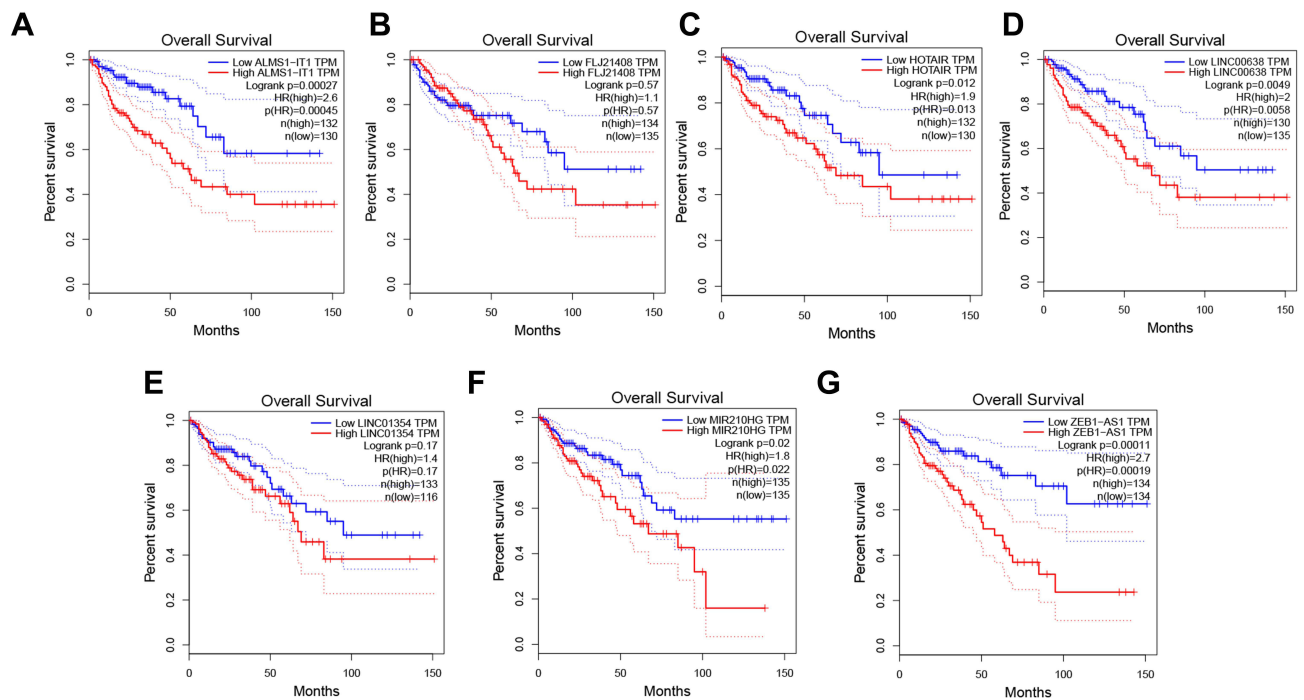 A
Overall Survival
Low ALMS1−IT1 TPM
High ALMS1−IT1 TPM
Logrank p=0.00027
HR(high)=2.6
p(HR)=0.00045
n(high)=132
n(low)=130
Percent survival
0.0 0.2 0.4 0.6 0.8 1.0
0 50 100 150
Months
B
Overall Survival
Low FLJ21408 TPM
High FLJ21408 TPM
Logrank p=0.57
HR(high)=1.1
p(HR)=0.57
n(high)=134
n(low)=135
Percent survival
0.0 0.2 0.4 0.6 0.8 1.0
0 50 100 150
Months
C
Overall Survival
Low HOTAIR TPM
High HOTAIR TPM
Logrank p=0.012
HR(high)=1.9
p(HR)=0.013
n(high)=132
n(low)=130
Percent survival
0.0 0.2 0.4 0.6 0.8 1.0
0 50 100 150
Months
D
Overall Survival
Low LINC00638 TPM
High LINC00638 TPM
Logrank p=0.0049
HR(high)=2
p(HR)=0.0058
n(high)=130
n(low)=135
Percent survival
0.0 0.2 0.4 0.6 0.8 1.0
0 50 100 150
Months
E
Overall Survival
Low LINC01354 TPM
High LINC01354 TPM
Logrank p=0.17
HR(high)=1.4
p(HR)=0.17
n(high)=133
n(low)=116
Percent survival
0.0 0.2 0.4 0.6 0.8 1.0
0 50 100 150
Months
F
Overall Survival
Low MIR210HG TPM
High MIR210HG TPM
Logrank p=0.02
HR(high)=1.8
p(HR)=0.022
n(high)=135
n(low)=135
Percent survival
0.0 0.2 0.4 0.6 0.8 1.0
0 50 100 150
Months
G
Overall Survival
Low ZEB1−AS1 TPM
High ZEB1−AS1 TPM
Logrank p=0.00011
HR(high)=2.7
p(HR)=0.00019
n(high)=134
n(low)=134
Percent survival
0.0 0.2 0.4 0.6 0.8 1.0
0 50 100 150
Months